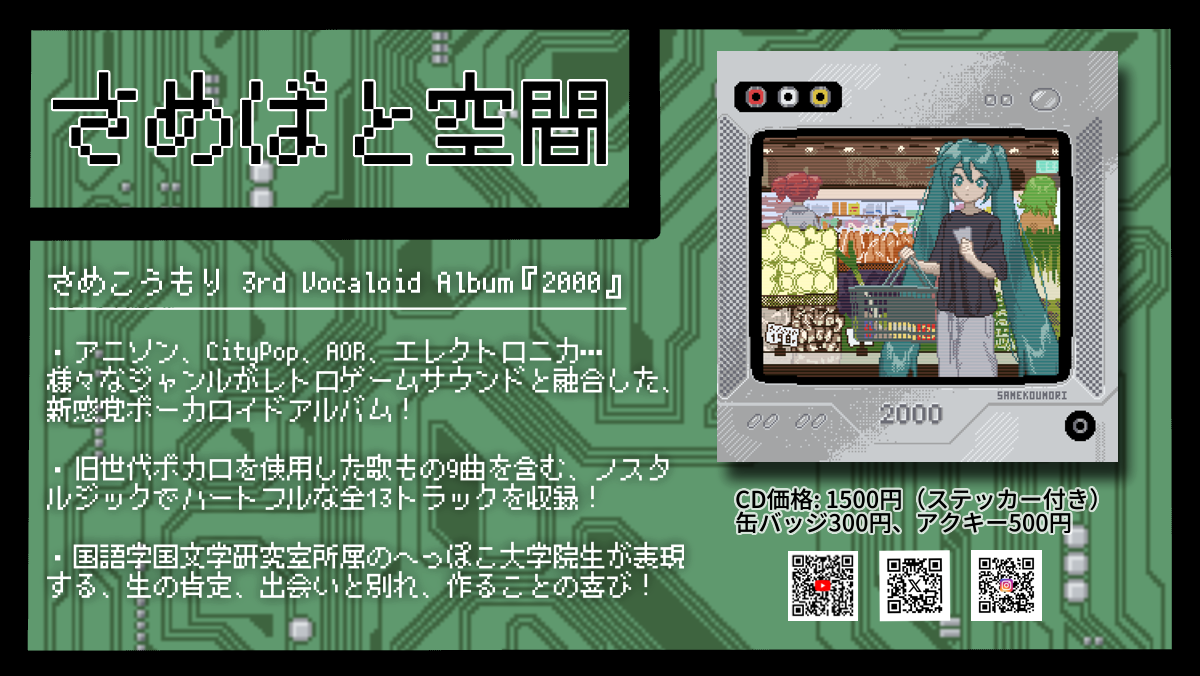 さめばと空間
さめこうもり 3rd Vocaloid Album『2000』
・アニソン、CityPop、AOR、エレクトロニカ…
様々なジャンルがレトロゲームサウンドと融合した、
新感覚ボーカロイドアルバム！
・旧世代ボカロを使用した歌もの9曲を含む、ノスタ
ルジックでハートフルな全13トラックを収録！
・国語学国文学研究室所属のへっぽこ大学院生が表現
する、生の肯定、出会いと別れ、作ることの喜び！
SAMEKOUMORI
2000
CD価格: 1500円（ステッカー付き）
缶バッジ300円、アクキー500円